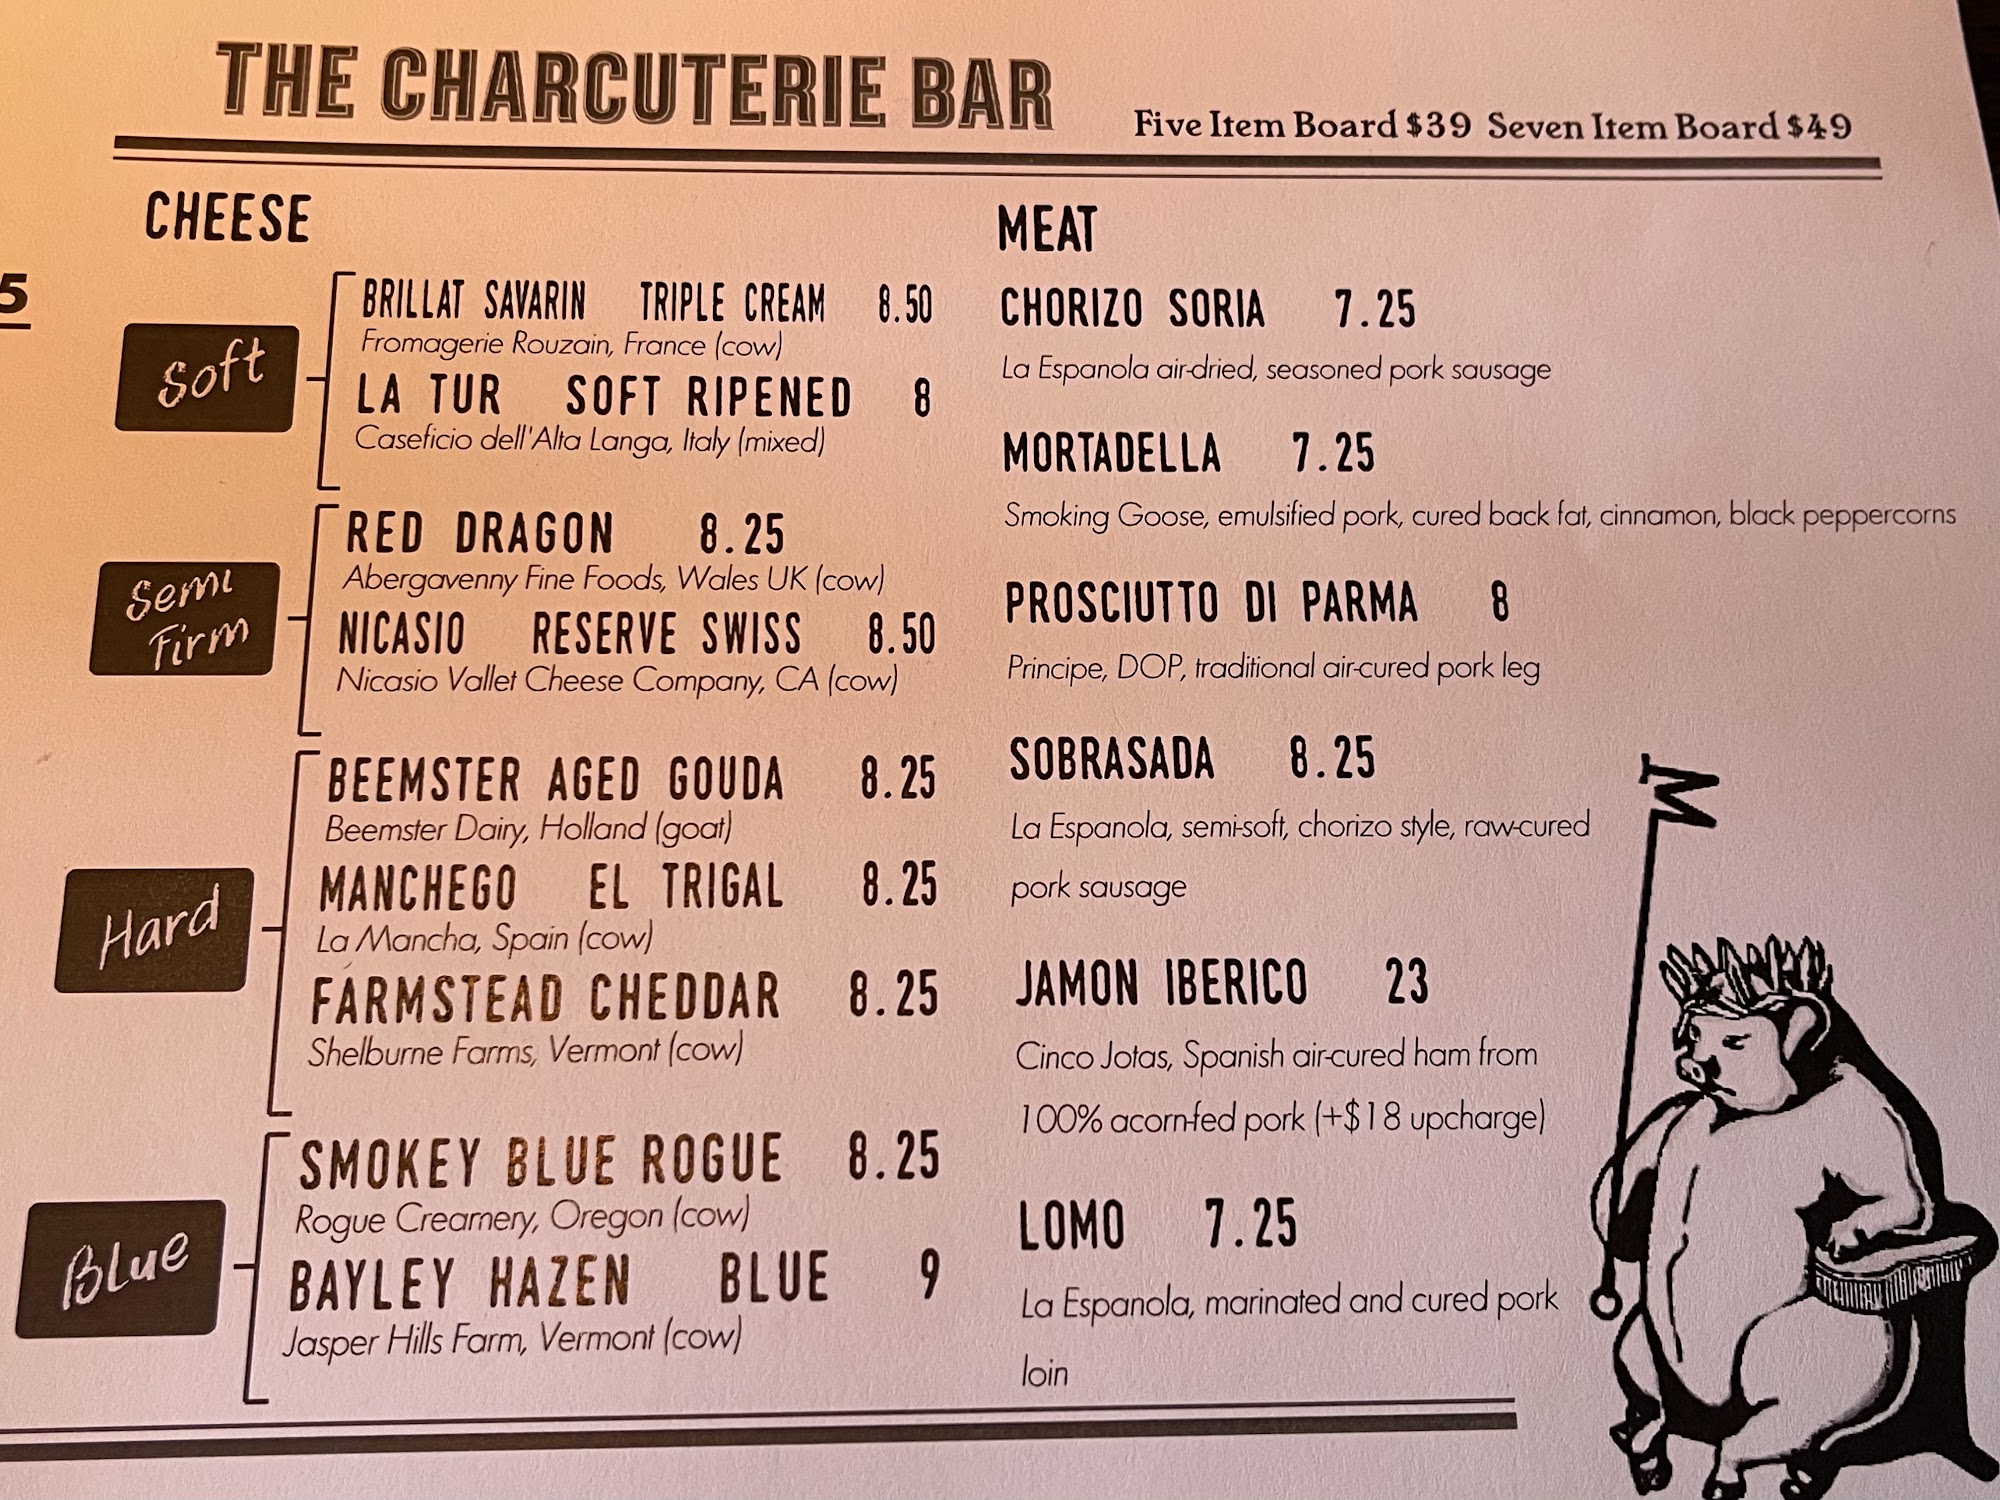 THE CHARCUTERIE BAR
Five Item Board $39 Seven Item Board $49
CHEESE
5
Soft
BRILLAT SAVARIN TRIPLE CREAM 8.50
Fromagerie Rouzain, France (cow)
LA TUR SOFT RIPENED 8
Caseficio dell'Alta Langa, Italy (mixed)
Semi
Firm
RED DRAGON 8.25
Abergavenny Fine Foods, Wales UK (cow)
NICASIO RESERVE SWISS 8.50
Nicasio Vallet Cheese Company, CA (cow)
Hard
BEEMSTER AGED GOUDA 8.25
Beemster Dairy, Holland (goat)
MANCHEGO EL TRIGAL 8.25
La Mancha, Spain (cow)
FARMSTEAD CHEDDAR 8.25
Shelburne Farms, Vermont (cow)
Blue
SMOKEY BLUE ROGUE 8.25
Rogue Creamery, Oregon (cow)
BAYLEY HAZEN BLUE 9
Jasper Hills Farm, Vermont (cow)
MEAT
CHORIZO SORIA 7.25
La Espanola air-dried, seasoned pork sausage
MORTADELLA 7.25
Smoking Goose, emulsified pork, cured back fat, cinnamon, black peppercorns
PROSCIUTTO DI PARMA 8
Principe, DOP, traditional air-cured pork leg
SOBRASADA 8.25
La Espanola, semi-soft, chorizo style, raw-cured
pork sausage
JAMON IBERICO 23
Cinco Jotas, Spanish air-cured ham from
100% acorn-fed pork (+$18 upcharge)
LOMO 7.25
La Espanola, marinated and cured pork
loin
M